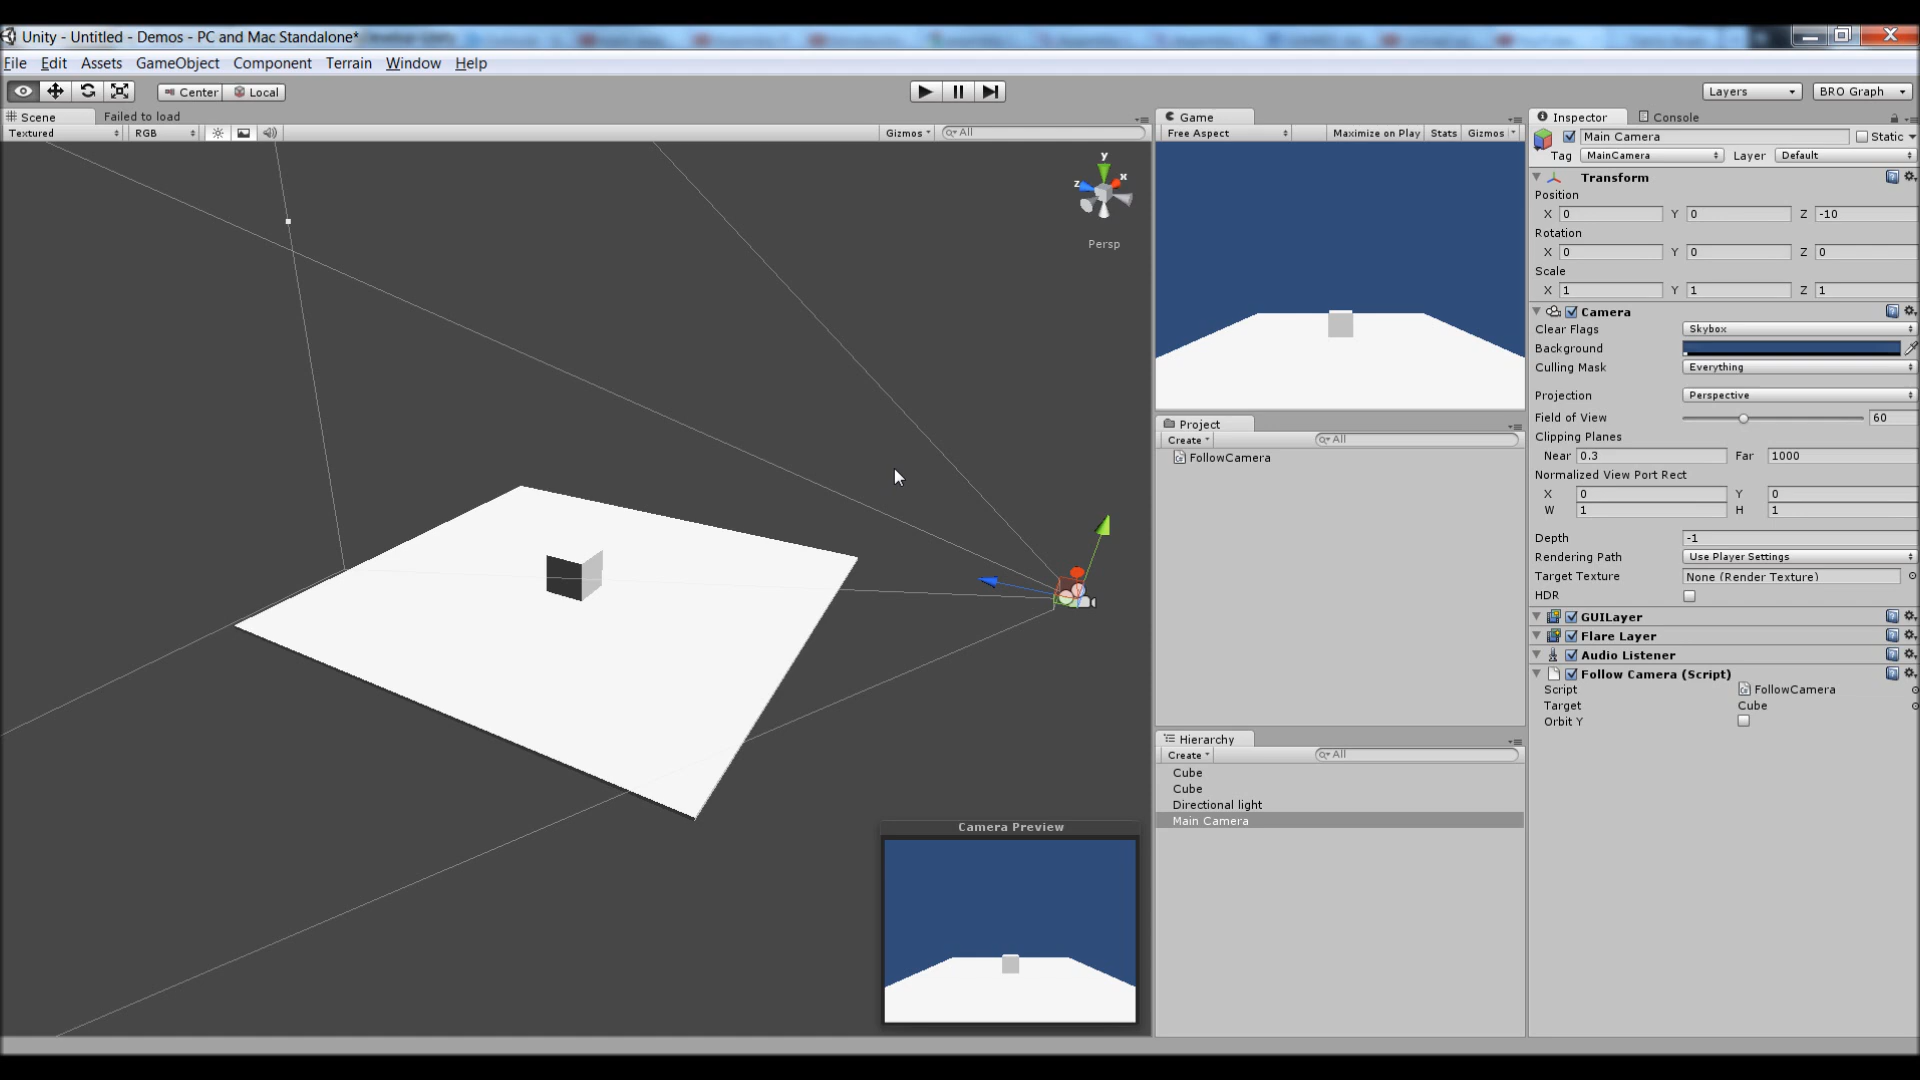 Unity - Untitled - Demos - PC and Mac Standalone*
File Edit Assets GameObject Component Terrain Window Help
Center Local Layers BRO Graph
Scene Failed to load
Textured RGB Gizmos All
y
z x
Persp
Camera Preview
Game
Free Aspect Maximize on Play Stats Gizmos
Project
Create All
FollowCamera
Hierarchy
Create All
Cube
Cube
Directional light
Main Camera
Inspector Console
Main Camera Static
Tag MainCamera Layer Default
Transform
Position
X 0 Y 0 Z -10
Rotation
X 0 Y 0 Z 0
Scale
X 1 Y 1 Z 1
Camera
Clear Flags Skybox
Background
Culling Mask Everything
Projection Perspective
Field of View 60
Clipping Planes
Near 0.3 Far 1000
Normalized View Port Rect
X 0 Y 0
W 1 H 1
Depth -1
Rendering Path Use Player Settings
Target Texture None (Render Texture)
HDR
GUILayer
Flare Layer
Audio Listener
Follow Camera (Script)
Script FollowCamera
Target Cube
Orbit Y